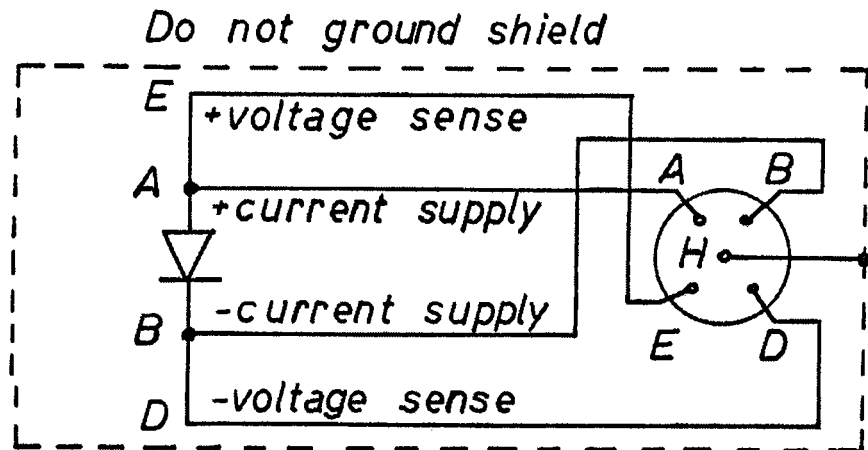 Do not ground shield
E
+voltage sense
A
+current supply
A B
H
B
-current supply
E D
D
-voltage sense